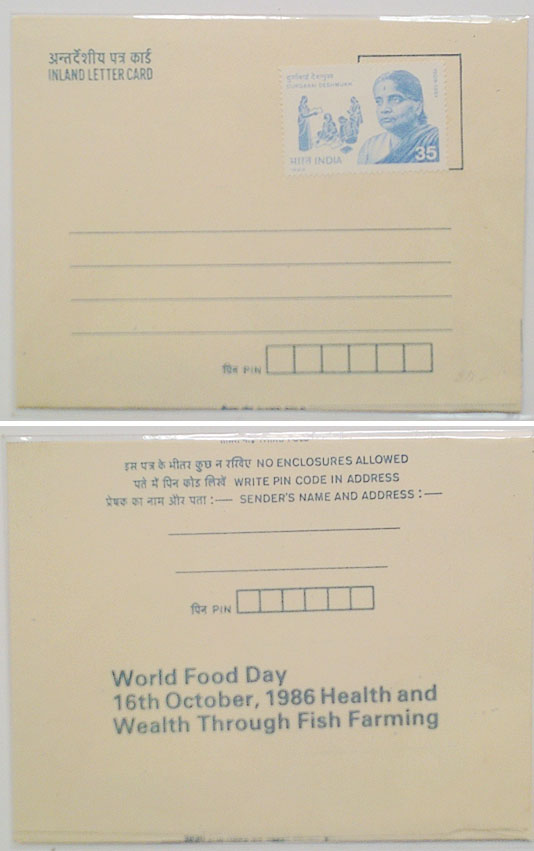 अन्तर्देशीय पत्र कार्ड
INLAND LETTER CARD
दुर्गाबाई देशमुख
DURGABAI DESHMUKH
भारत INDIA
35
पिन PIN
इस पत्र के भीतर कुछ न रखिए NO ENCLOSURES ALLOWED
पते में पिन कोड लिखें WRITE PIN CODE IN ADDRESS
प्रेषक का नाम और पता :— SENDER'S NAME AND ADDRESS :—
पिन PIN
World Food Day
16th October, 1986 Health and
Wealth Through Fish Farming